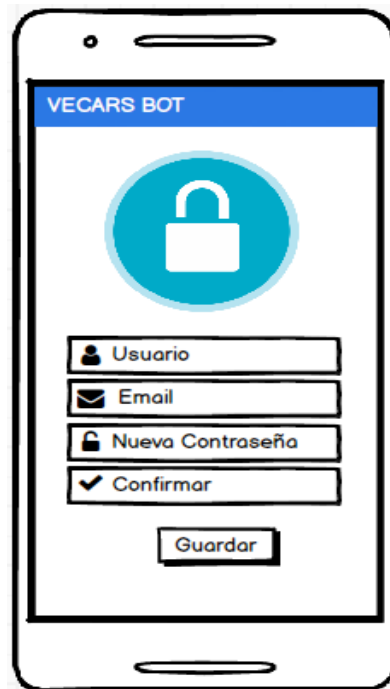 VECARS BOT
Usuario
Email
Nueva Contraseña
Confirmar
Guardar